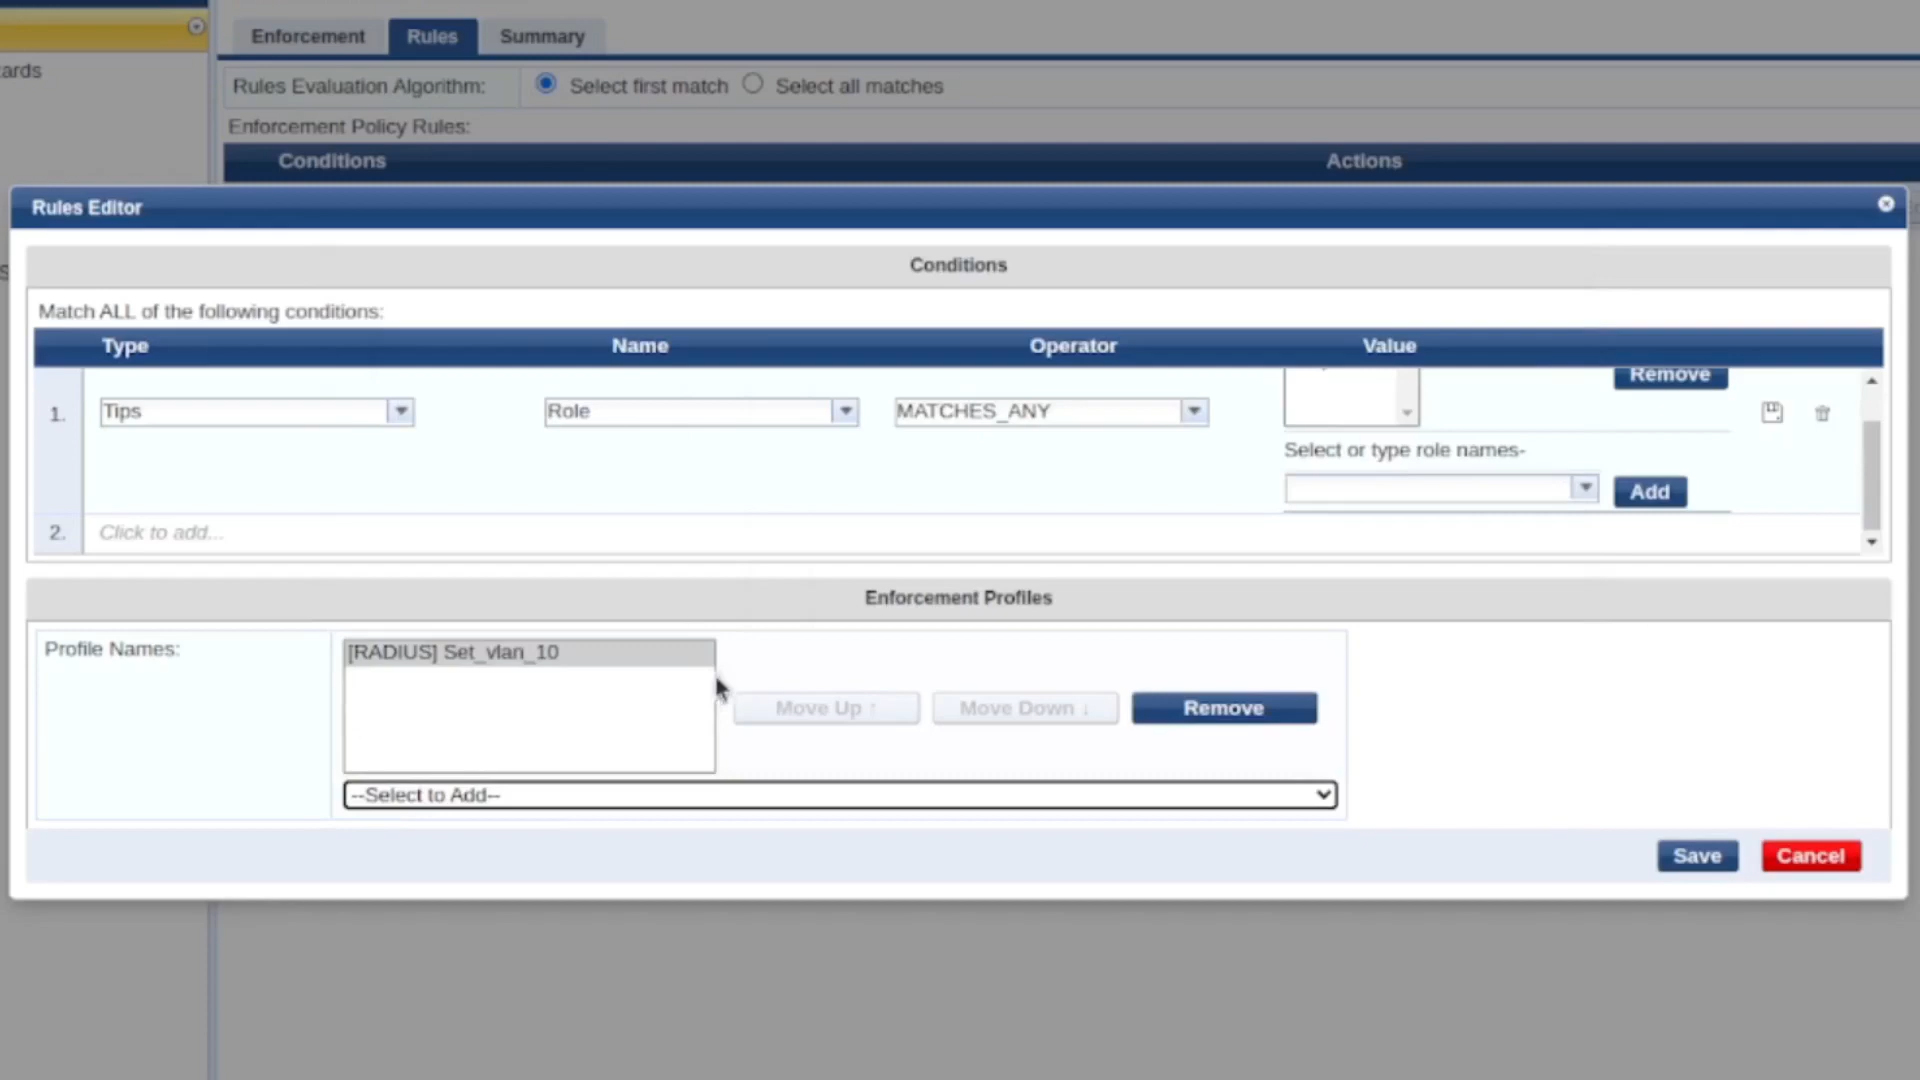 ards
Enforcement Rules Summary
Rules Evaluation Algorithm: Select first match Select all matches
Enforcement Policy Rules:
Conditions Actions
Rules Editor
Conditions
Match ALL of the following conditions:
Type Name Operator Value
Remove
1. Tips Role MATCHES_ANY
Select or type role names-
Add
2. Click to add...
Enforcement Profiles
Profile Names: [RADIUS] Set_vlan_10
Move Up ↑ Move Down ↓ Remove
--Select to Add--
Save Cancel